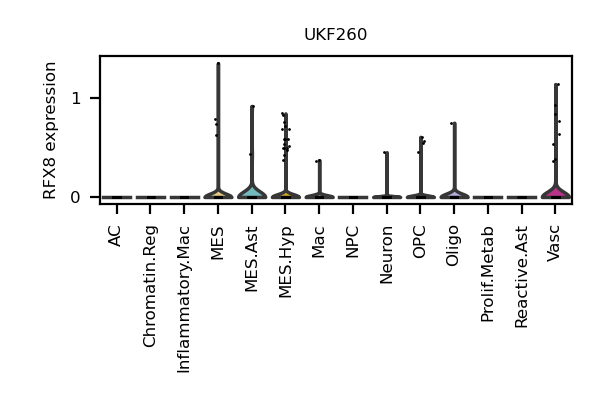 UKF260
RFX8 expression
1
0
AC
Chromatin.Reg
Inflammatory.Mac
MES
MES.Ast
MES.Hyp
Mac
NPC
Neuron
OPC
Oligo
Prolif.Metab
Reactive.Ast
Vasc